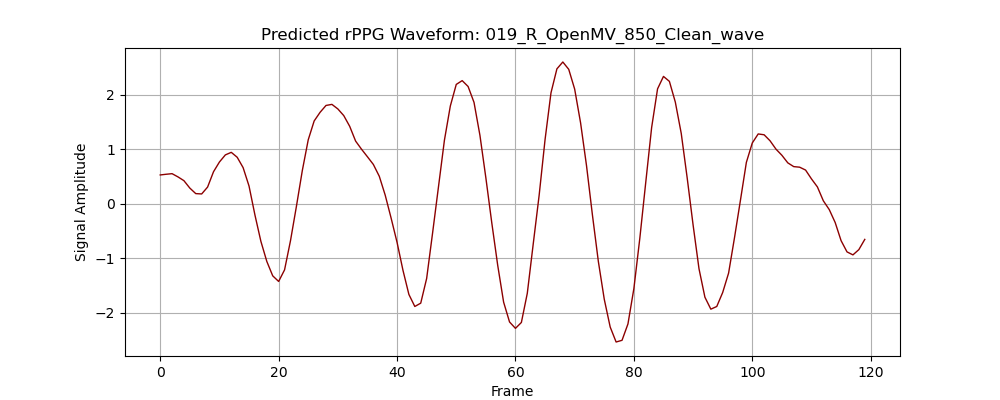 Predicted rPPG Waveform: 019_R_OpenMV_850_Clean_wave
Signal Amplitude
2
1
0
−1
−2
0 20 40 60 80 100 120
Frame